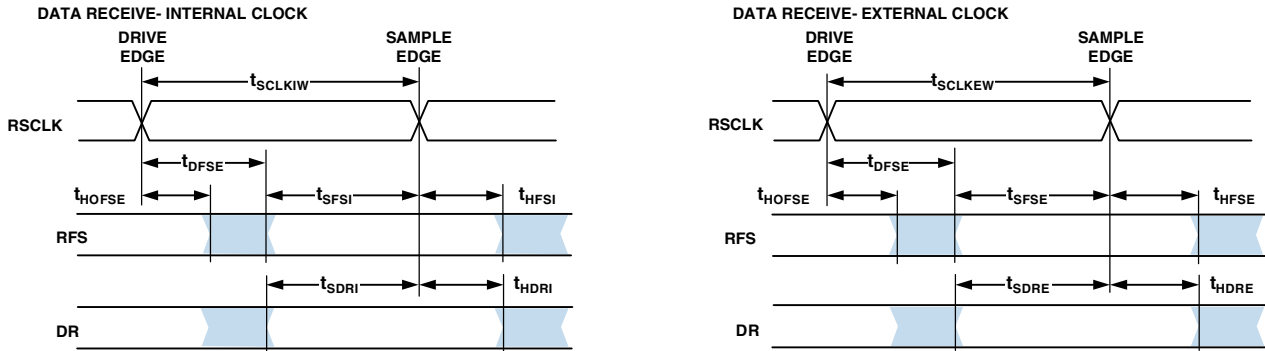 DATA RECEIVE- INTERNAL CLOCK
DRIVE
EDGE
SAMPLE
EDGE
tSCLKIW
RSCLK
tDFSE
tHOFSE
tSFSI
tHFSI
RFS
tSDRI
tHDRI
DR
DATA RECEIVE- EXTERNAL CLOCK
DRIVE
EDGE
SAMPLE
EDGE
tSCLKEW
RSCLK
tDFSE
tHOFSE
tSFSE
tHFSE
RFS
tSDRE
tHDRE
DR